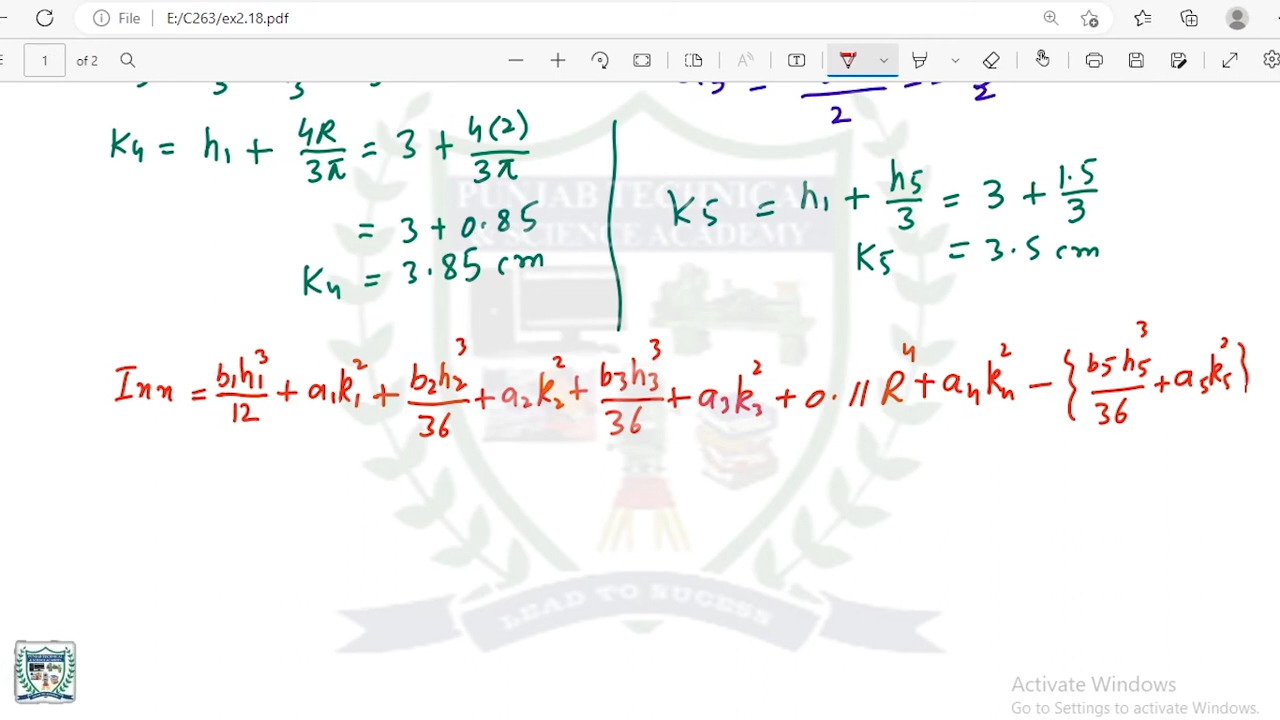 File E:/C263/ex2.18.pdf
1 of 2
K4 = h1 + 4R/3π = 3 + 4(2)/3π
= 3 + 0.85
K4 = 3.85 cm
K5 = h1 + h5/3 = 3 + 1.5/3
K5 = 3.5 cm
Ixx = b1h1³/12 + a1k1² + b2h2³/36 + a2k2² + b3h3³/36 + a3k3² + 0.11 R⁴ + a4k4² − {b5h5³/36 + a5k5²}
PUNJAB TECHNICAL
& SCIENCE ACADEMY
LEAD TO SUCCESS
Activate Windows
Go to Settings to activate Windows.